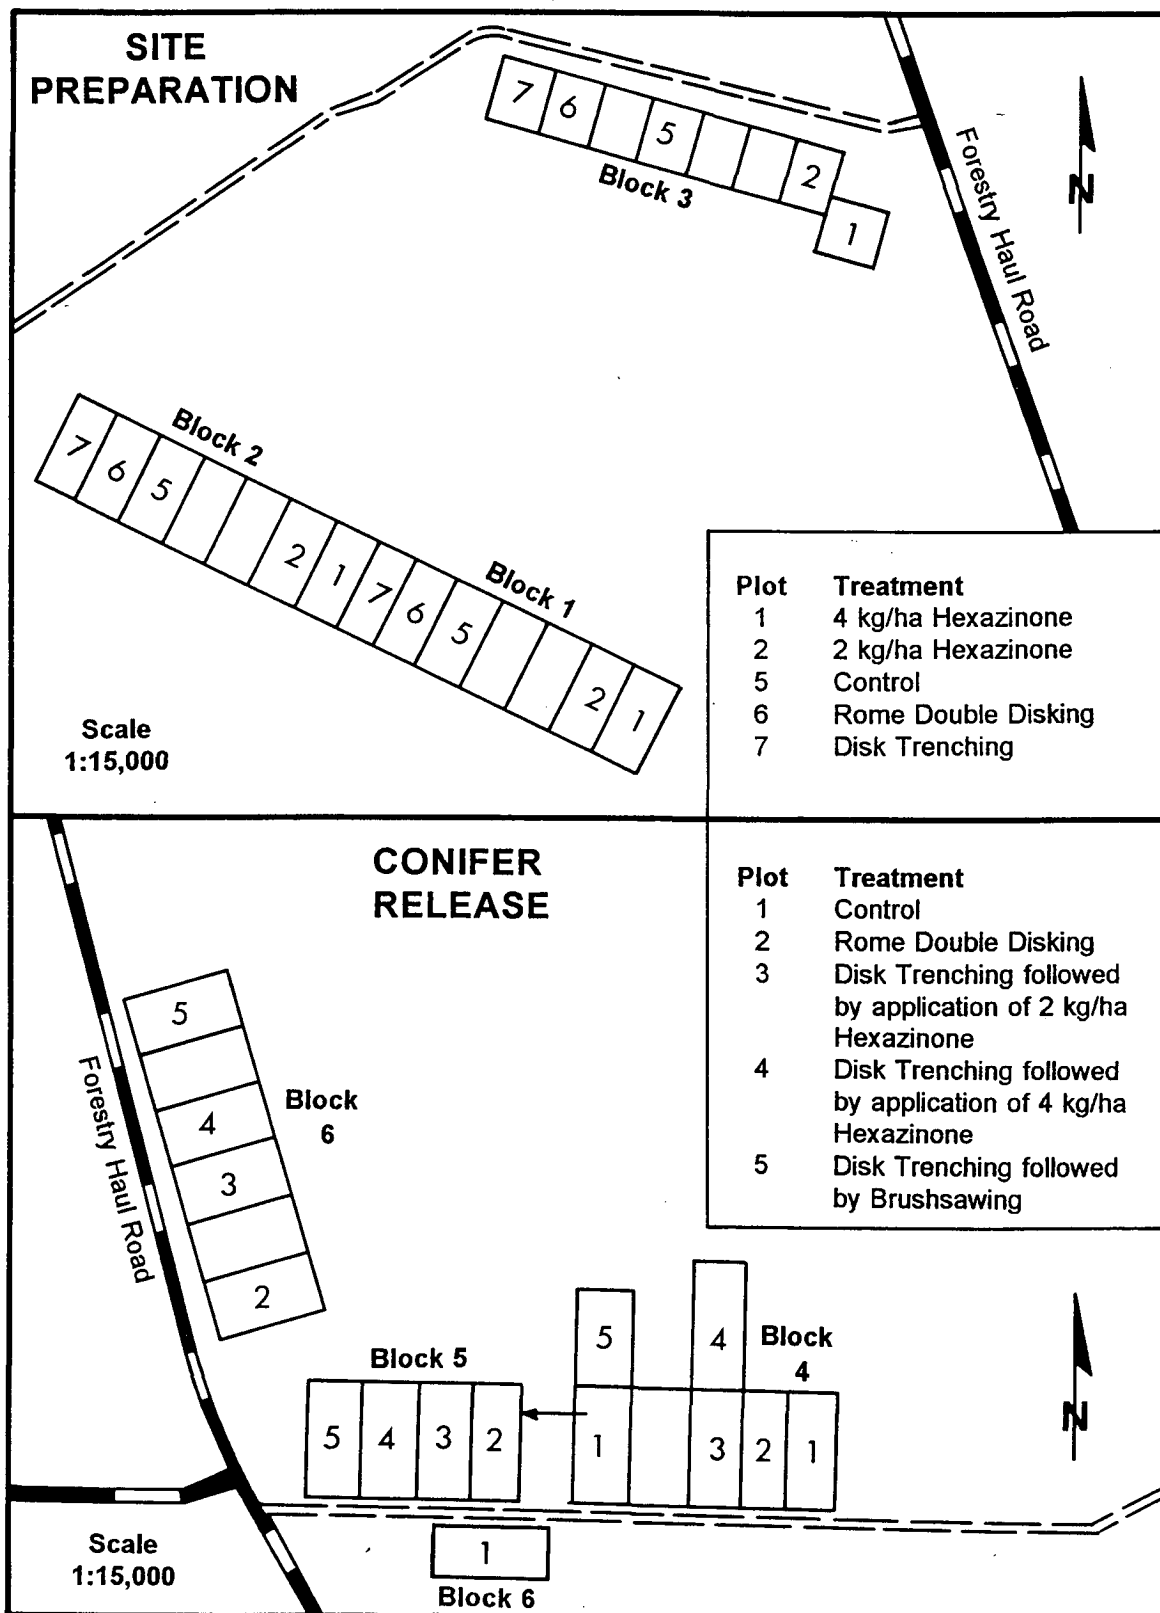 SITE
PREPARATION
7 6 5 2
1
Block 3
Forestry Haul Road
N
Block 2
7 6 5 2 1
Block 1
7 6 5 2 1
Scale
1:15,000
Plot Treatment
1 4 kg/ha Hexazinone
2 2 kg/ha Hexazinone
5 Control
6 Rome Double Disking
7 Disk Trenching
CONIFER
RELEASE
Plot Treatment
1 Control
2 Rome Double Disking
3 Disk Trenching followed
by application of 2 kg/ha
Hexazinone
4 Disk Trenching followed
by application of 4 kg/ha
Hexazinone
5 Disk Trenching followed
by Brushsawing
Forestry Haul Road
5
4
3
2
Block
6
Block 5
5 4 3 2
5 4
Block
4
1 3 2 1
N
1
Block 6
Scale
1:15,000